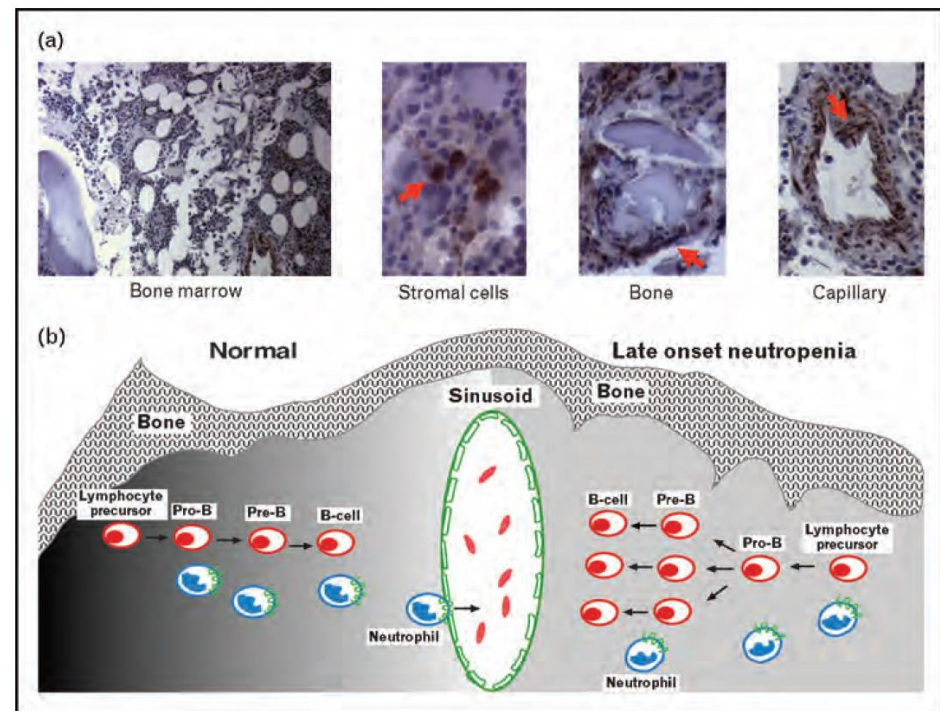 (a)
Bone marrow
Stromal cells
Bone
Capillary
(b)
Normal
Late onset neutropenia
Bone
Sinusoid
Bone
Lymphocyte
precursor
Pro-B
Pre-B
B-cell
Neutrophil
B-cell
Pre-B
Pro-B
Lymphocyte
precursor
Neutrophil